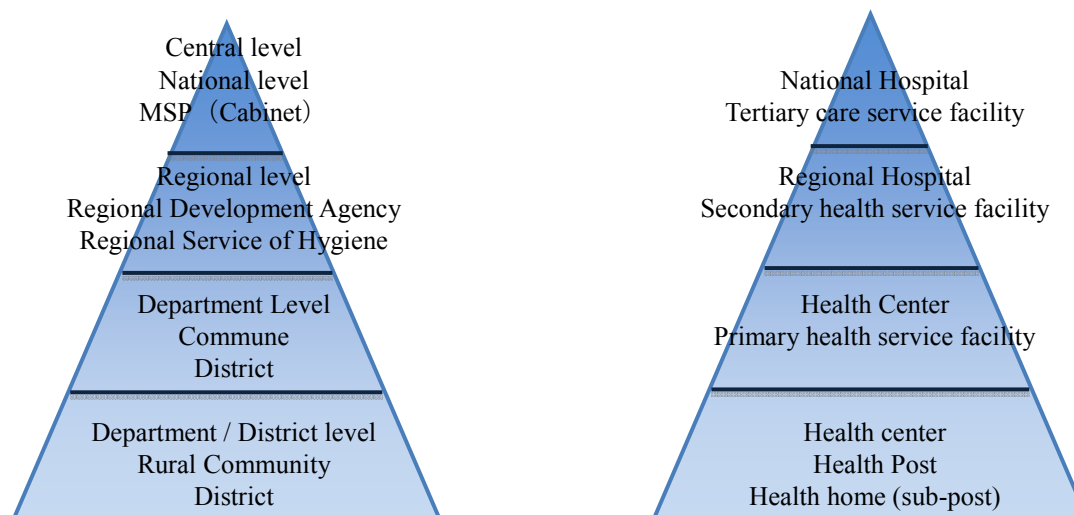 Central level
National level
MSP （Cabinet）
Regional level
Regional Development Agency
Regional Service of Hygiene
Department Level
Commune
District
Department / District level
Rural Community
District
National Hospital
Tertiary care service facility
Regional Hospital
Secondary health service facility
Health Center
Primary health service facility
Health center
Health Post
Health home (sub-post)